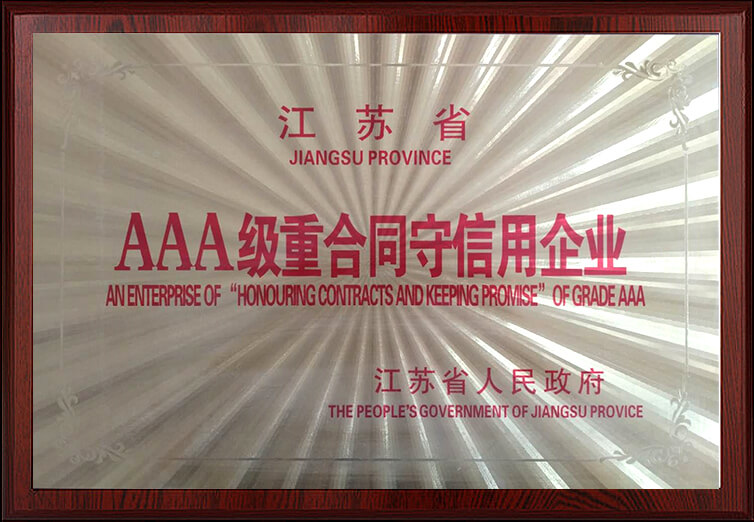 江苏省
JIANGSU PROVINCE
AAA级重合同守信用企业
AN ENTERPRISE OF “HONOURING CONTRACTS AND KEEPING PROMISE” OF GRADE AAA
江苏省人民政府
THE PEOPLE'S GOVERNMENT OF JIANGSU PROVICE